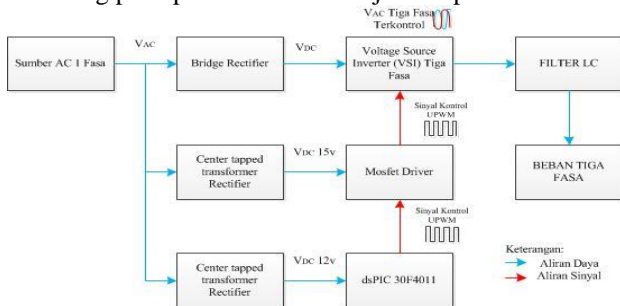 VAC Tiga Fasa
Terkontrol
Sumber AC 1 Fasa
VAC
Bridge Rectifier
VDC
Voltage Source
Inverter (VSI) Tiga
Fasa
FILTER LC
Sinyal Kontrol
UPWM
Center tapped
transformer
Rectifier
VDC 15v
Mosfet Driver
BEBAN TIGA
FASA
Sinyal Kontrol
UPWM
Center tapped
transformer
Rectifier
VDC 12v
dsPIC 30F4011
Keterangan:
Aliran Daya
Aliran Sinyal